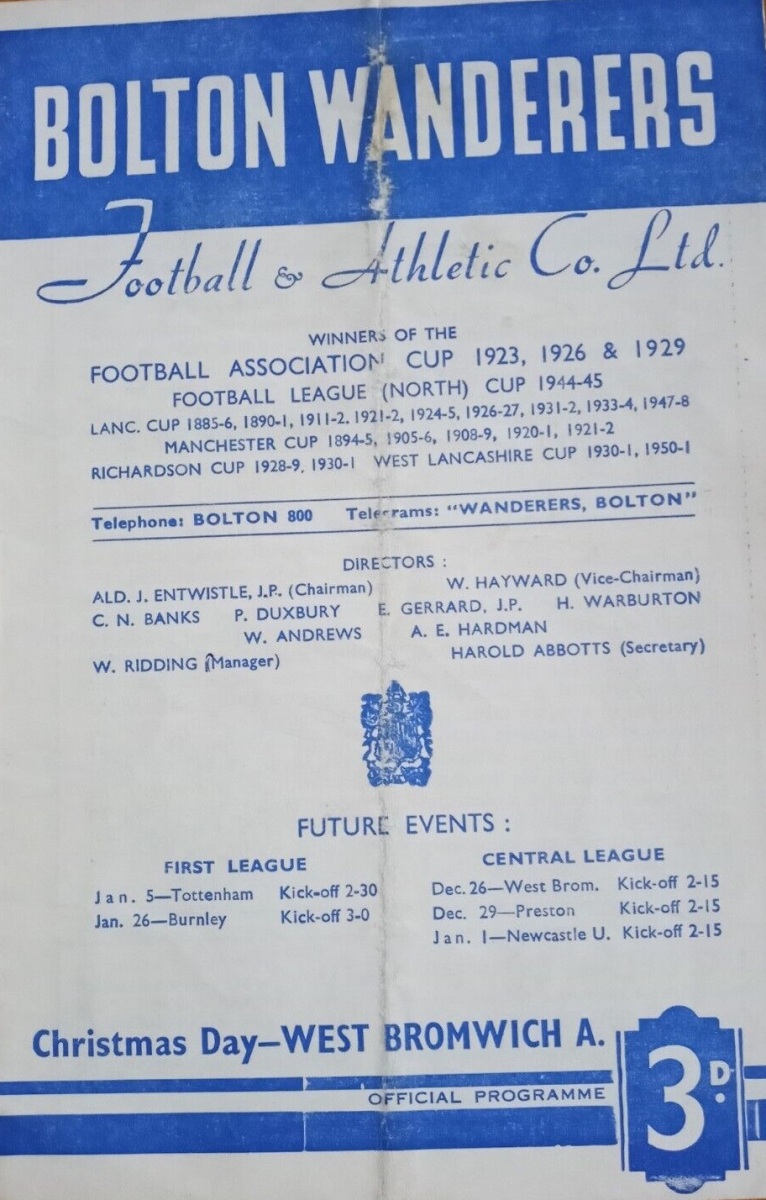 BOLTON WANDERERS
Football & Athletic Co. Ltd.
WINNERS OF THE
FOOTBALL ASSOCIATION CUP 1923, 1926 & 1929
FOOTBALL LEAGUE (NORTH) CUP 1944-45
LANC. CUP 1885-6, 1890-1, 1911-2. 1921-2, 1924-5, 1926-27, 1931-2, 1933-4, 1947-8
MANCHESTER CUP 1894-5, 1905-6, 1908-9, 1920-1, 1921-2
RICHARDSON CUP 1928-9, 1930-1 WEST LANCASHIRE CUP 1930-1, 1950-1
Telephone: BOLTON 800 Telegrams: "WANDERERS, BOLTON"
DIRECTORS :
ALD. J. ENTWISTLE, J.P. (Chairman) W. HAYWARD (Vice-Chairman)
C. N. BANKS P. DUXBURY E. GERRARD, J.P. H. WARBURTON
W. ANDREWS A. E. HARDMAN
W. RIDDING (Manager) HAROLD ABBOTTS (Secretary)
FUTURE EVENTS :
FIRST LEAGUE
Jan. 5—Tottenham Kick-off 2-30
Jan. 26—Burnley Kick-off 3-0
CENTRAL LEAGUE
Dec. 26—West Brom. Kick-off 2-15
Dec. 29—Preston Kick-off 2-15
Jan. 1—Newcastle U. Kick-off 2-15
Christmas Day—WEST BROMWICH A.
OFFICIAL PROGRAMME
3D.